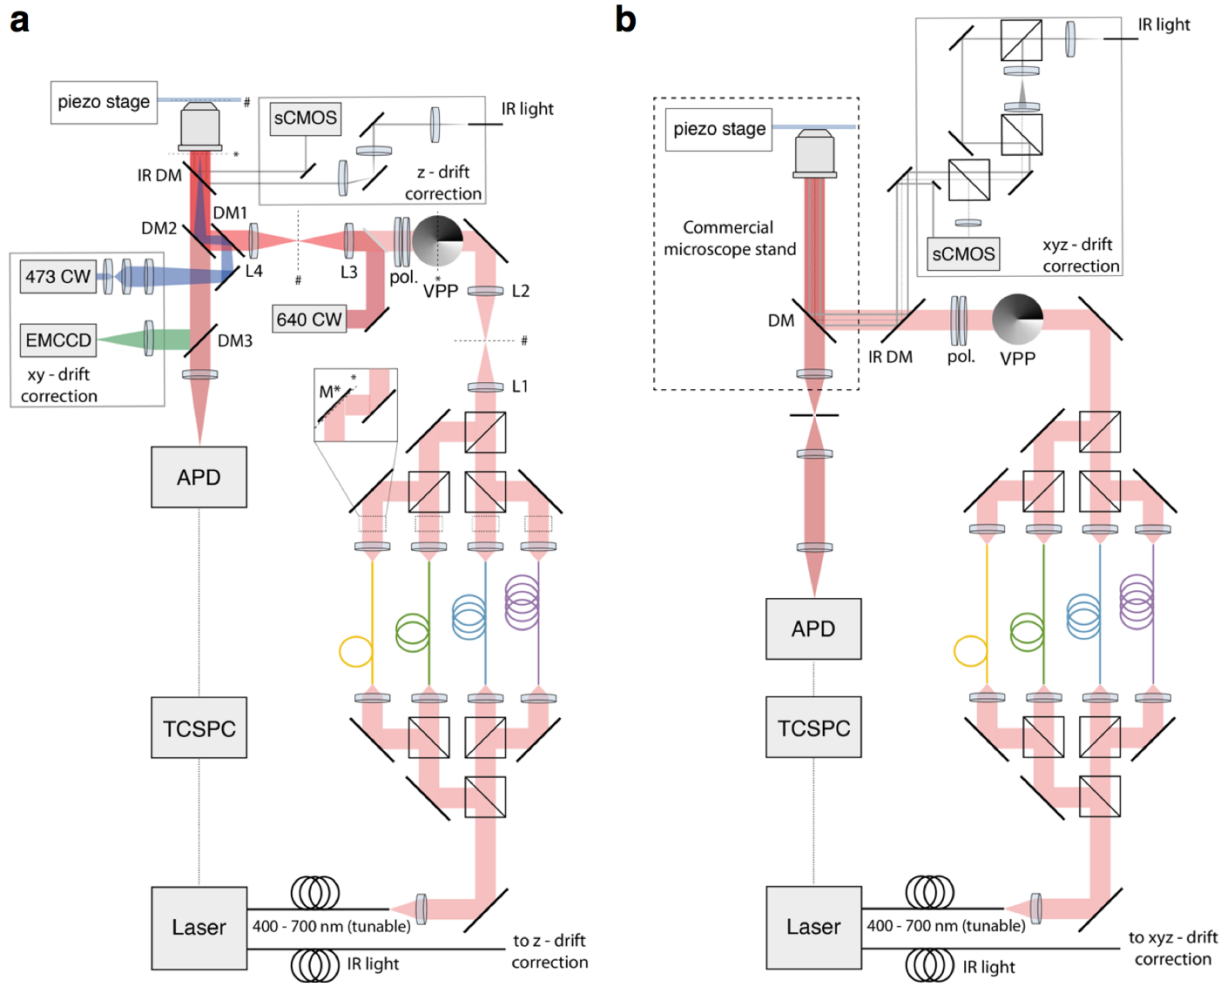 a
piezo stage
#
sCMOS
IR light
*
IR DM
z - drift
correction
DM1
DM2
L4
#
L3
pol.
*
VPP
L2
473 CW
640 CW
EMCCD
DM3
#
xy - drift
correction
M*
*
L1
APD
TCSPC
Laser
400 - 700 nm (tunable)
IR light
to z - drift
correction
b
IR light
piezo stage
Commercial
microscope stand
sCMOS
xyz - drift
correction
DM
IR DM
pol.
VPP
APD
TCSPC
Laser
400 - 700 nm (tunable)
IR light
to xyz - drift
correction